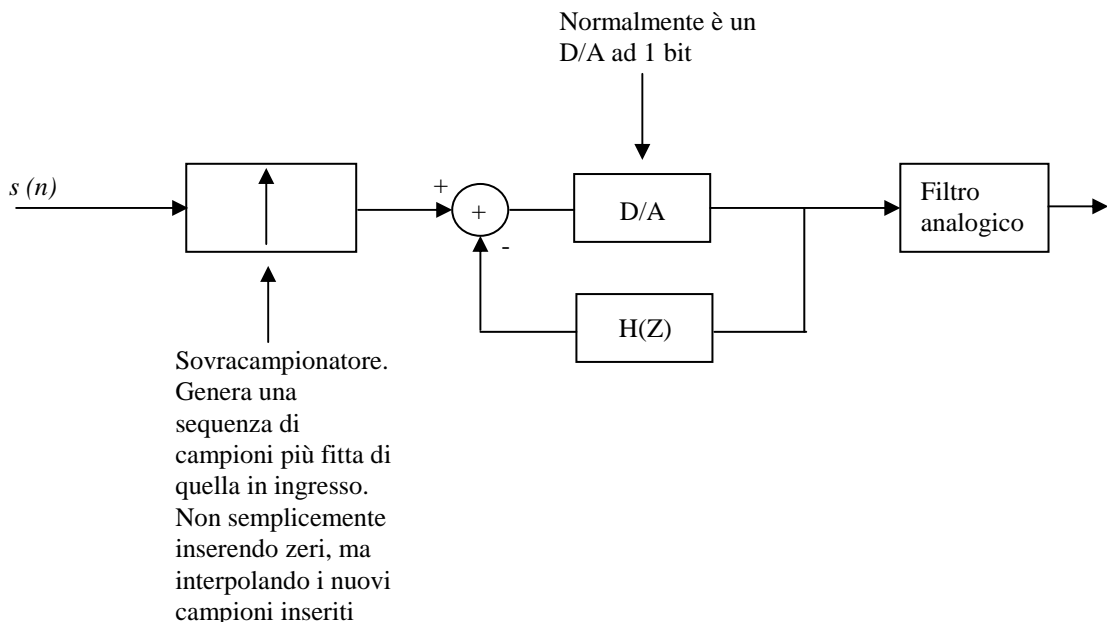 Normalmente è un
D/A ad 1 bit
s (n)
+
+
-
D/A
Filtro
analogico
H(Z)
Sovracampionatore.
Genera una
sequenza di
campioni più fitta di
quella in ingresso.
Non semplicemente
inserendo zeri, ma
interpolando i nuovi
campioni inseriti